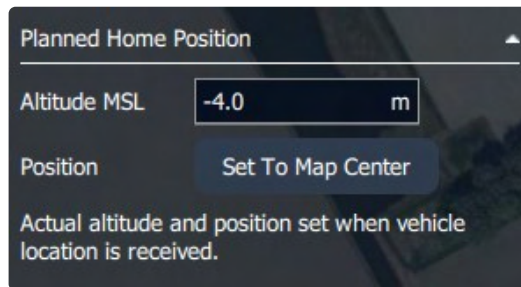 Planned Home Position
Altitude MSL -4.0 m
Position Set To Map Center
Actual altitude and position set when vehicle
location is received.